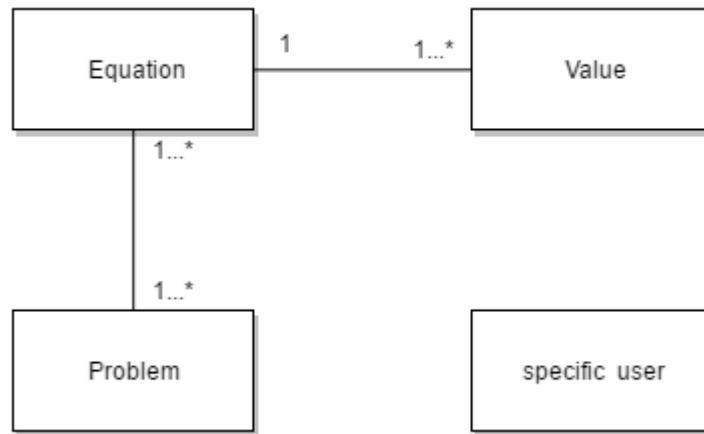 Equation
1
1...*
Value
1...*
1...*
Problem
specific user